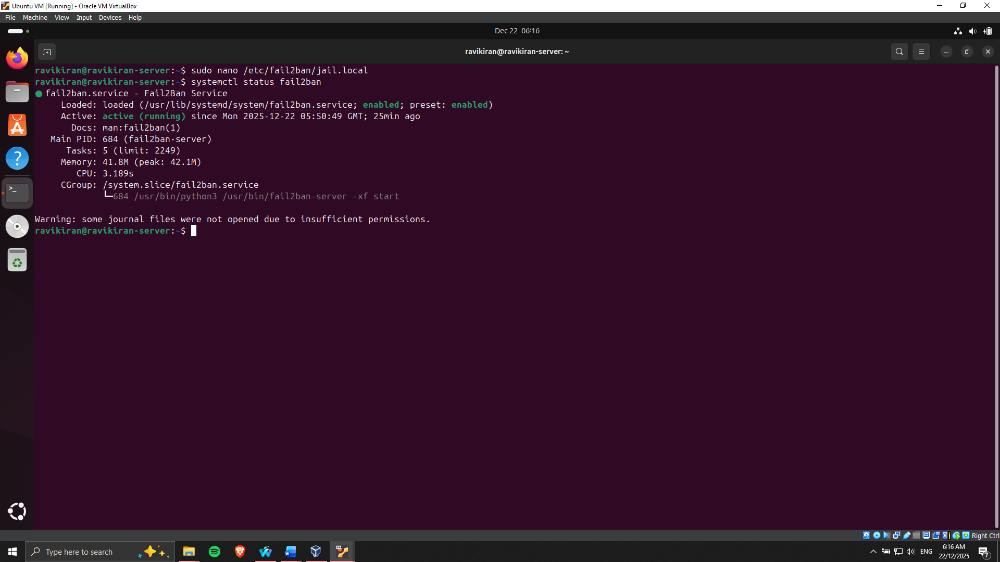 Ubuntu VM [Running] - Oracle VM VirtualBox
File Machine View Input Devices Help
Dec 22 06:16
ravikiran@ravikiran-server: ~
ravikiran@ravikiran-server:~$ sudo nano /etc/fail2ban/jail.local
ravikiran@ravikiran-server:~$ systemctl status fail2ban
● fail2ban.service - Fail2Ban Service
     Loaded: loaded (/usr/lib/systemd/system/fail2ban.service; enabled; preset: enabled)
     Active: active (running) since Mon 2025-12-22 05:50:49 GMT; 25min ago
       Docs: man:fail2ban(1)
   Main PID: 684 (fail2ban-server)
      Tasks: 5 (limit: 2249)
     Memory: 41.8M (peak: 42.1M)
        CPU: 3.189s
     CGroup: /system.slice/fail2ban.service
             └─684 /usr/bin/python3 /usr/bin/fail2ban-server -xf start
Warning: some journal files were not opened due to insufficient permissions.
ravikiran@ravikiran-server:~$
Right Ctrl
Type here to search
ENG
6:16 AM
22/12/2025
7